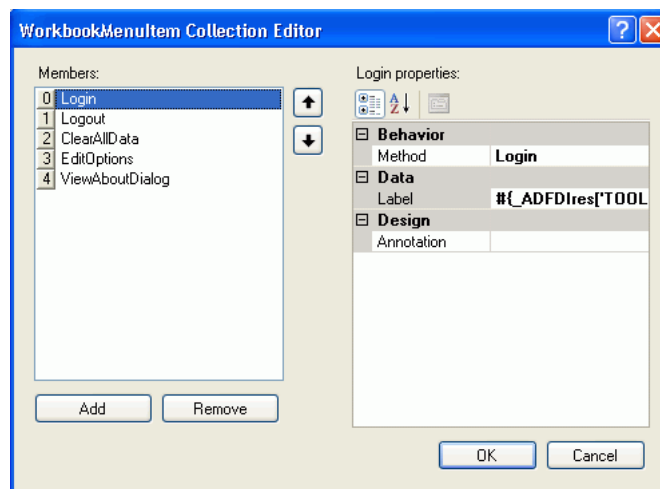 WorkbookMenuItem Collection Editor
Members:
0 Login
1 Logout
2 ClearAllData
3 EditOptions
4 ViewAboutDialog
Add Remove
Login properties:
Behavior
Method Login
Data
Label #{_ADFDIres['TOOL
Design
Annotation
OK Cancel